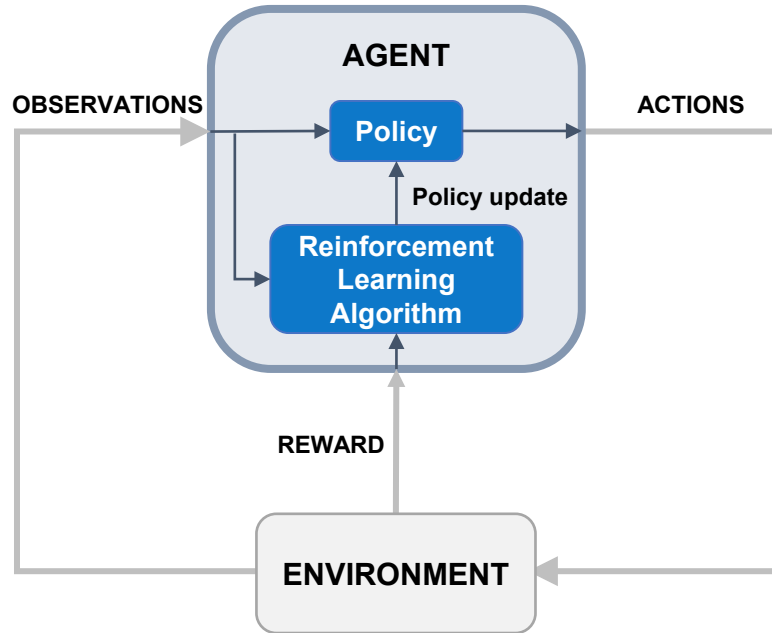 AGENT
OBSERVATIONS
ACTIONS
Policy
Policy update
Reinforcement
Learning
Algorithm
REWARD
ENVIRONMENT